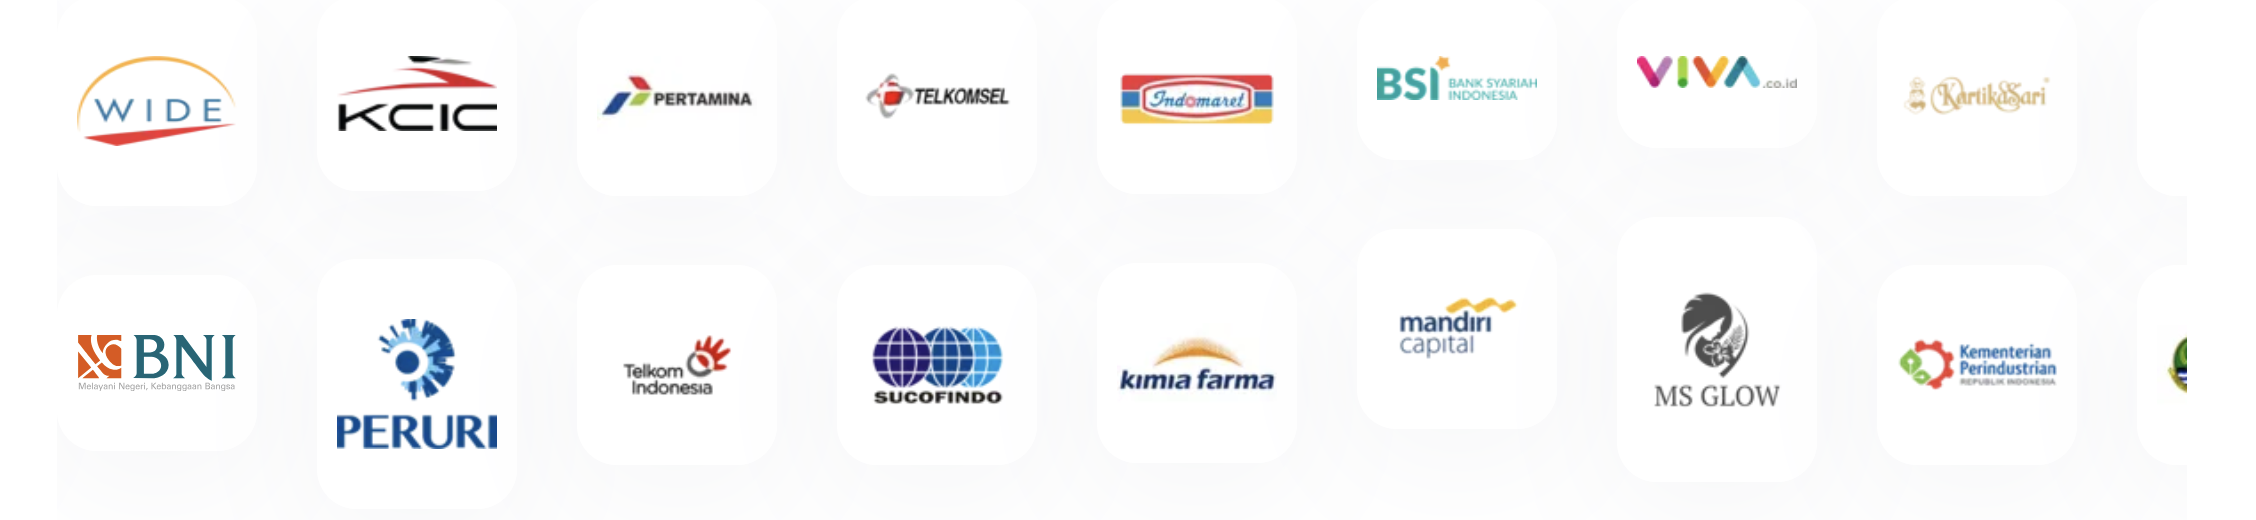 WIDE
KCIC
PERTAMINA
TELKOMSEL
Indomaret
BSI BANK SYARIAH
INDONESIA
VIVA.co.id
KartikaSari
BNI
Melayani Negeri, Kebanggaan Bangsa
PERURI
Telkom
Indonesia
SUCOFINDO
kimia farma
mandiri
capital
MS GLOW
Kementerian
Perindustrian
REPUBLIK INDONESIA